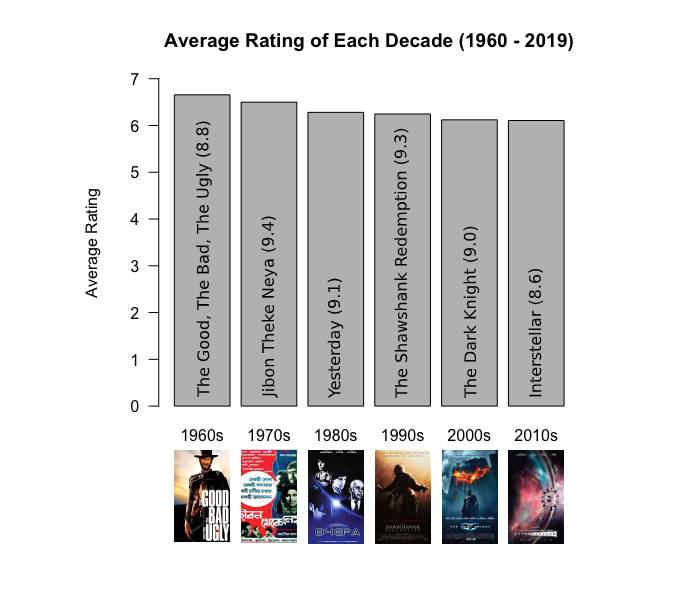 Average Rating of Each Decade (1960 - 2019)
Average Rating
7
6
5
4
3
2
1
0
The Good, The Bad, The Ugly (8.8)
Jibon Theke Neya (9.4)
Yesterday (9.1)
The Shawshank Redemption (9.3)
The Dark Knight (9.0)
Interstellar (8.6)
1960s 1970s 1980s 1990s 2000s 2010s
GOOD
BAD
UGLY
ВЧЕРА